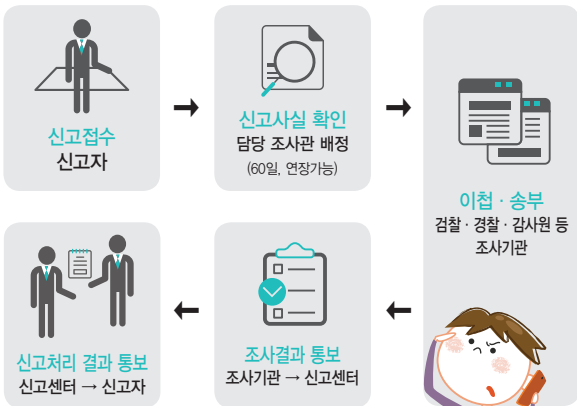 신고접수
신고자
신고사실 확인
담당 조사관 배정
(60일, 연장가능)
이첩 · 송부
검찰 · 경찰 · 감사원 등
조사기관
조사결과 통보
조사기관 → 신고센터
신고처리 결과 통보
신고센터 → 신고자